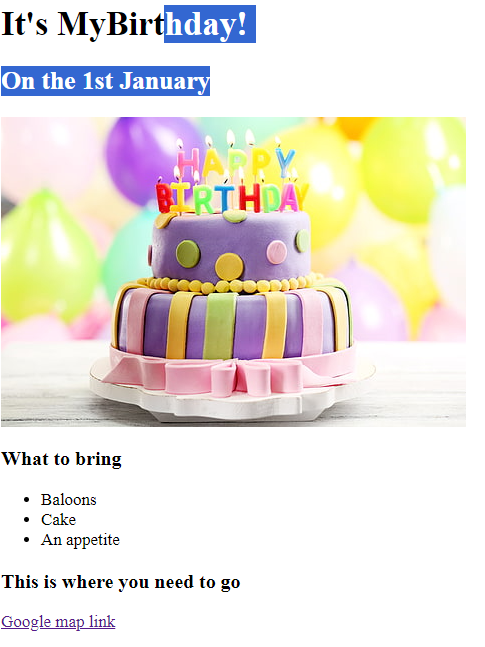 It's MyBirthday!
On the 1st January
HAPPY
BIRTHDAY
What to bring
Baloons
Cake
An appetite
This is where you need to go
Google map link